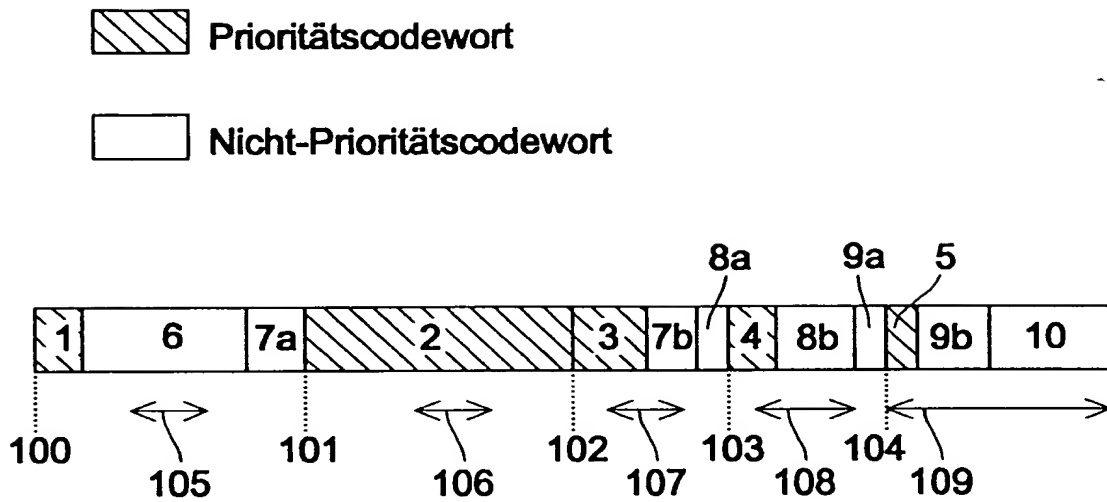 Prioritätscodewort
Nicht-Prioritätscodewort
8a 9a 5
1 6 7a 2 3 7b 4 8b 9b 10
100 101 102 103 104
105 106 107 108 109